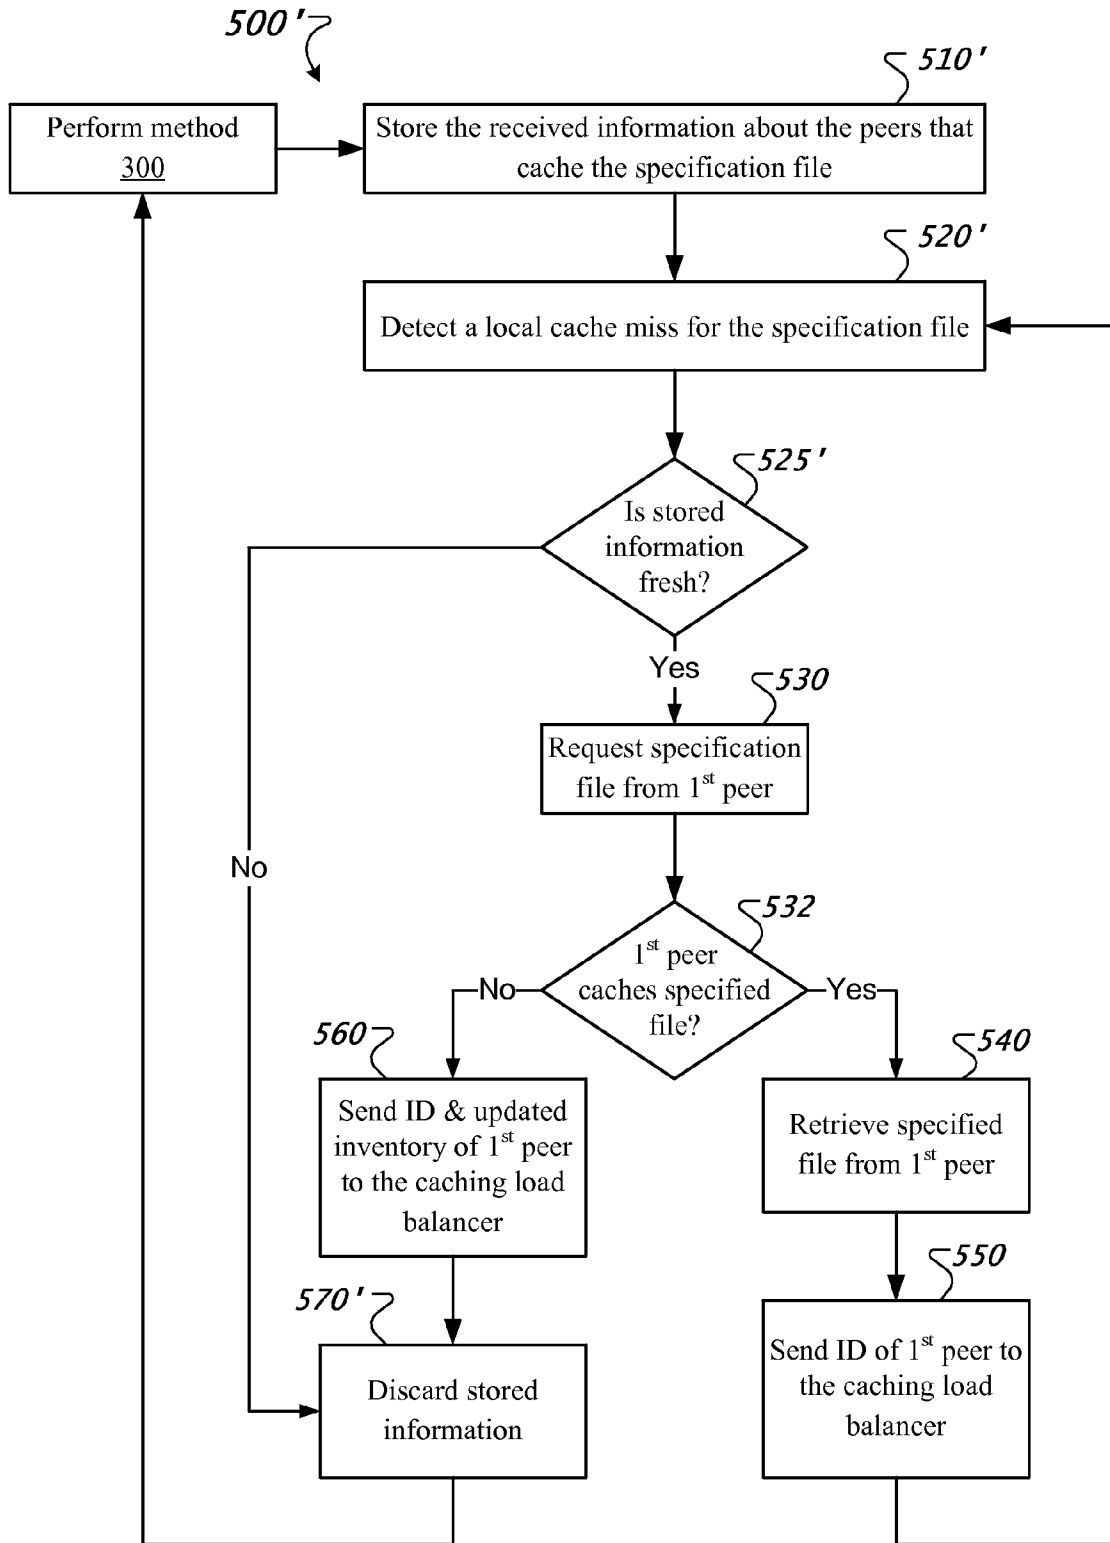 500'
510'
Perform method
300
Store the received information about the peers that
cache the specification file
520'
Detect a local cache miss for the specification file
525'
Is stored
information
fresh?
Yes
530
Request specification
file from 1st peer
No
532
1st peer
caches specified
file?
No
Yes
560
540
Send ID & updated
inventory of 1st peer
to the caching load
balancer
Retrieve specified
file from 1st peer
550
570'
Send ID of 1st peer to
the caching load
balancer
Discard stored
information